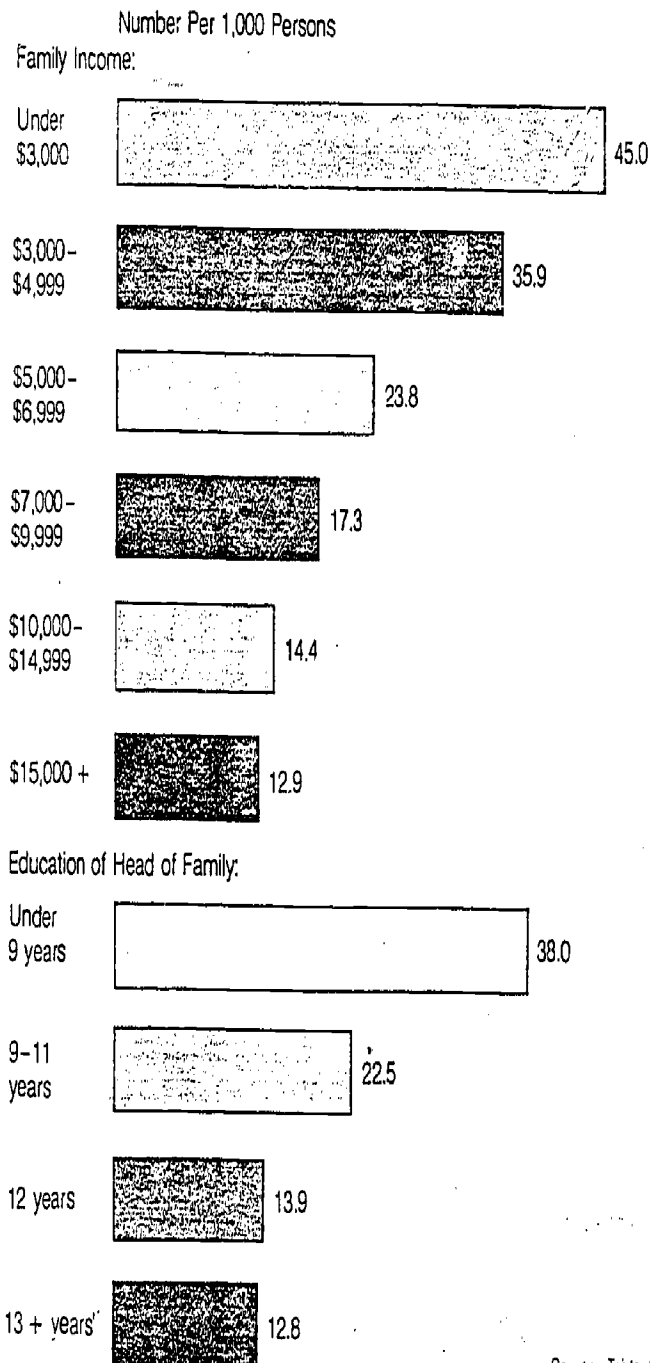 Number Per 1,000 Persons
Family Income:
Under
$3,000
45.0
$3,000–
$4,999
35.9
$5,000–
$6,999
23.8
$7,000–
$9,999
17.3
$10,000–
$14,999
14.4
$15,000 +
12.9
Education of Head of Family:
Under
9 years
38.0
9–11
years
22.5
12 years
13.9
13 + years
12.8